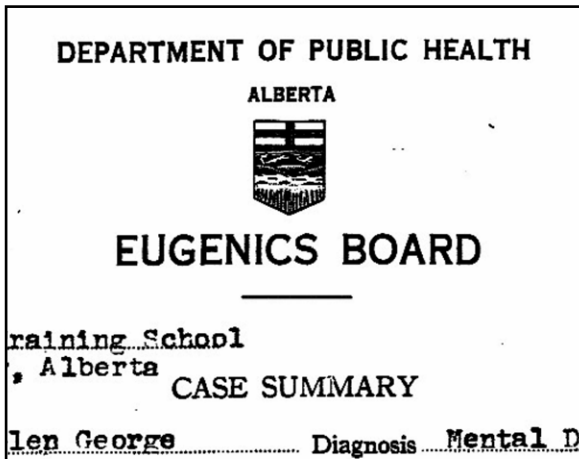 DEPARTMENT OF PUBLIC HEALTH
ALBERTA
EUGENICS BOARD
raining School
, Alberta
CASE SUMMARY
len George Diagnosis Mental D